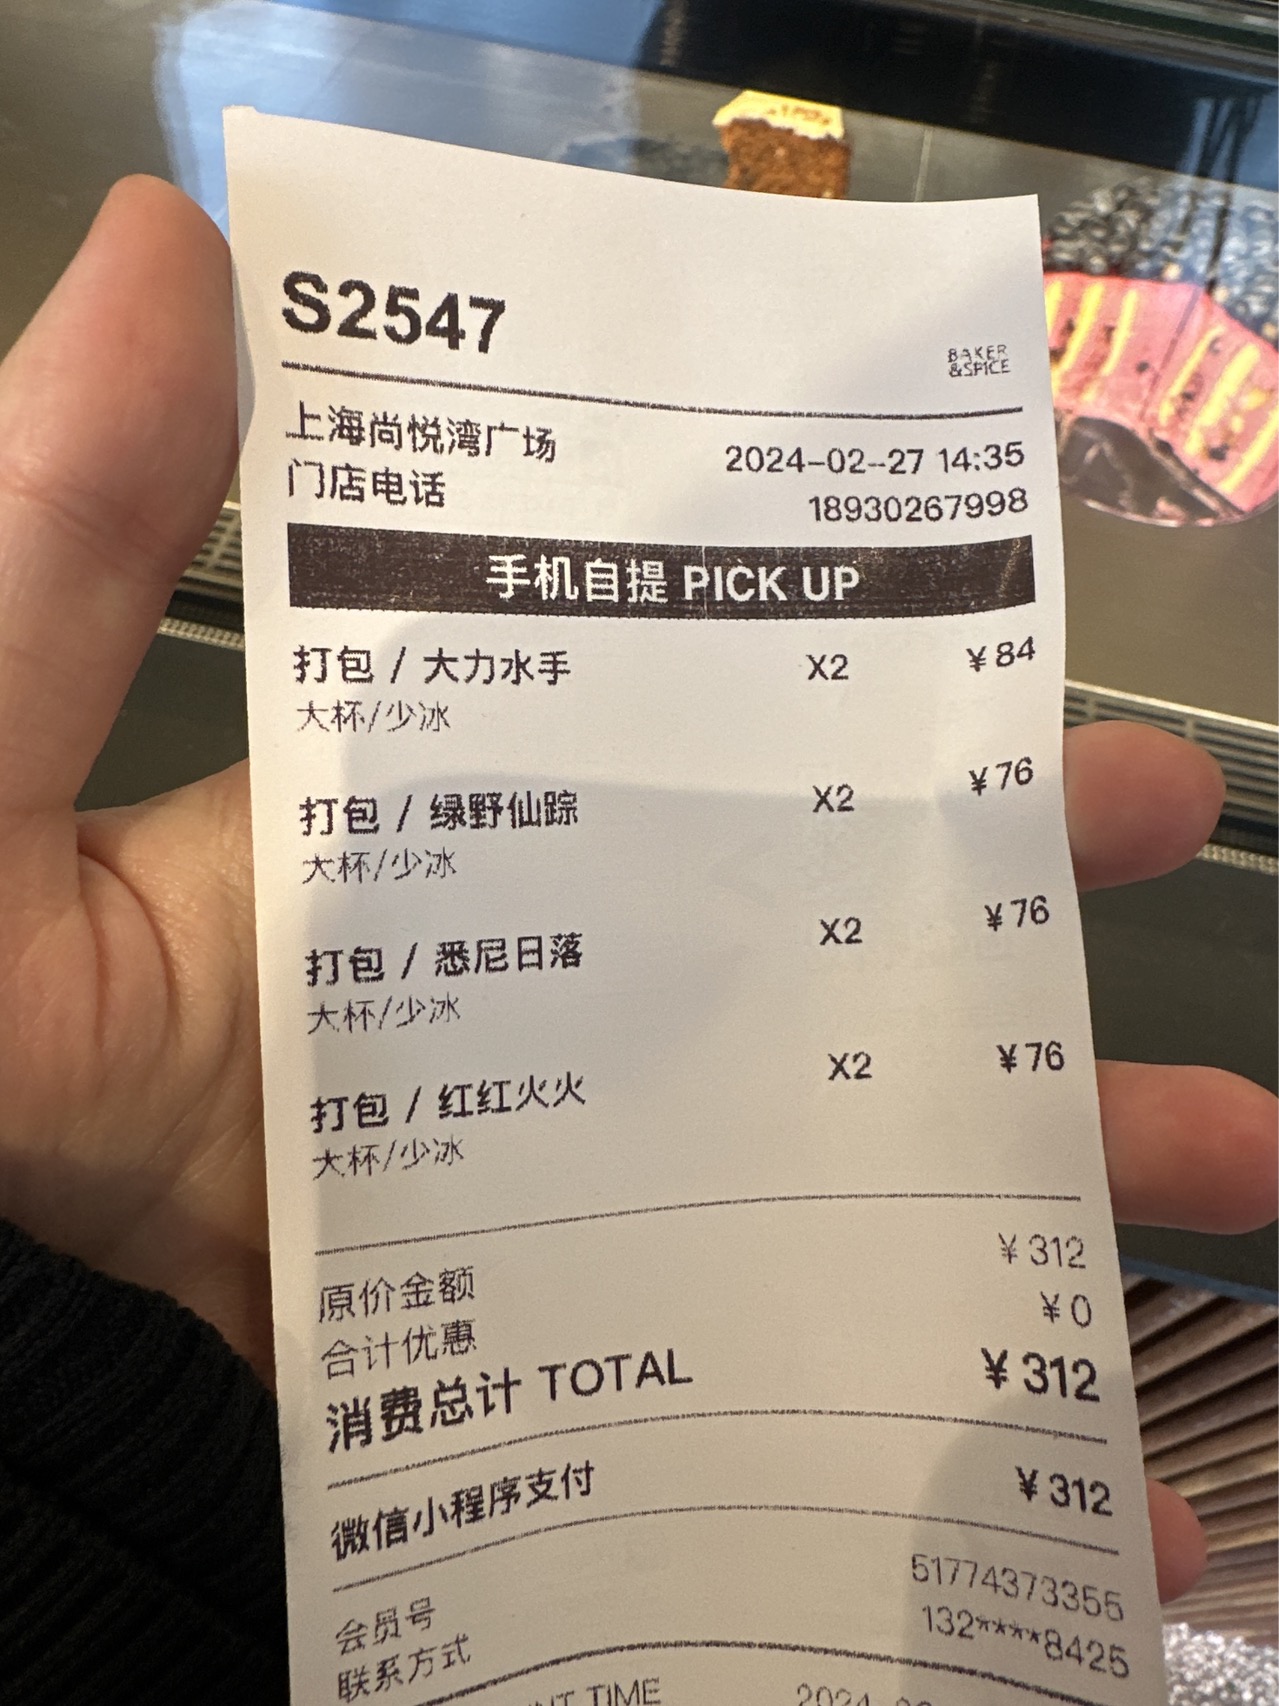 S2547
BAKER
&SPICE
上海尚悦湾广场 2024-02-27 14:35
门店电话 18930267998
手机自提 PICK UP
打包 / 大力水手 X2 ¥84
大杯/少冰
打包 / 绿野仙踪 X2 ¥76
大杯/少冰
打包 / 悉尼日落 X2 ¥76
大杯/少冰
打包 / 红红火火 X2 ¥76
大杯/少冰
原价金额 ¥312
合计优惠 ¥0
消费总计 TOTAL ¥312
微信小程序支付 ¥312
会员号 51774373355
联系方式 132****8425
TIME